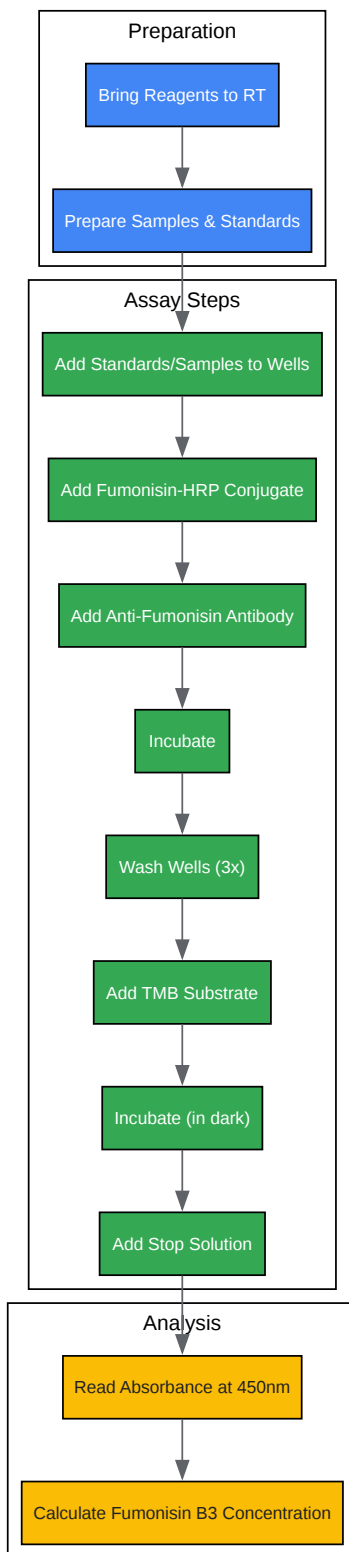 Preparation
Bring Reagents to RT
Prepare Samples & Standards
Assay Steps
Add Standards/Samples to Wells
Add Fumonisin-HRP Conjugate
Add Anti-Fumonisin Antibody
Incubate
Wash Wells (3x)
Add TMB Substrate
Incubate (in dark)
Add Stop Solution
Analysis
Read Absorbance at 450nm
Calculate Fumonisin B3 Concentration